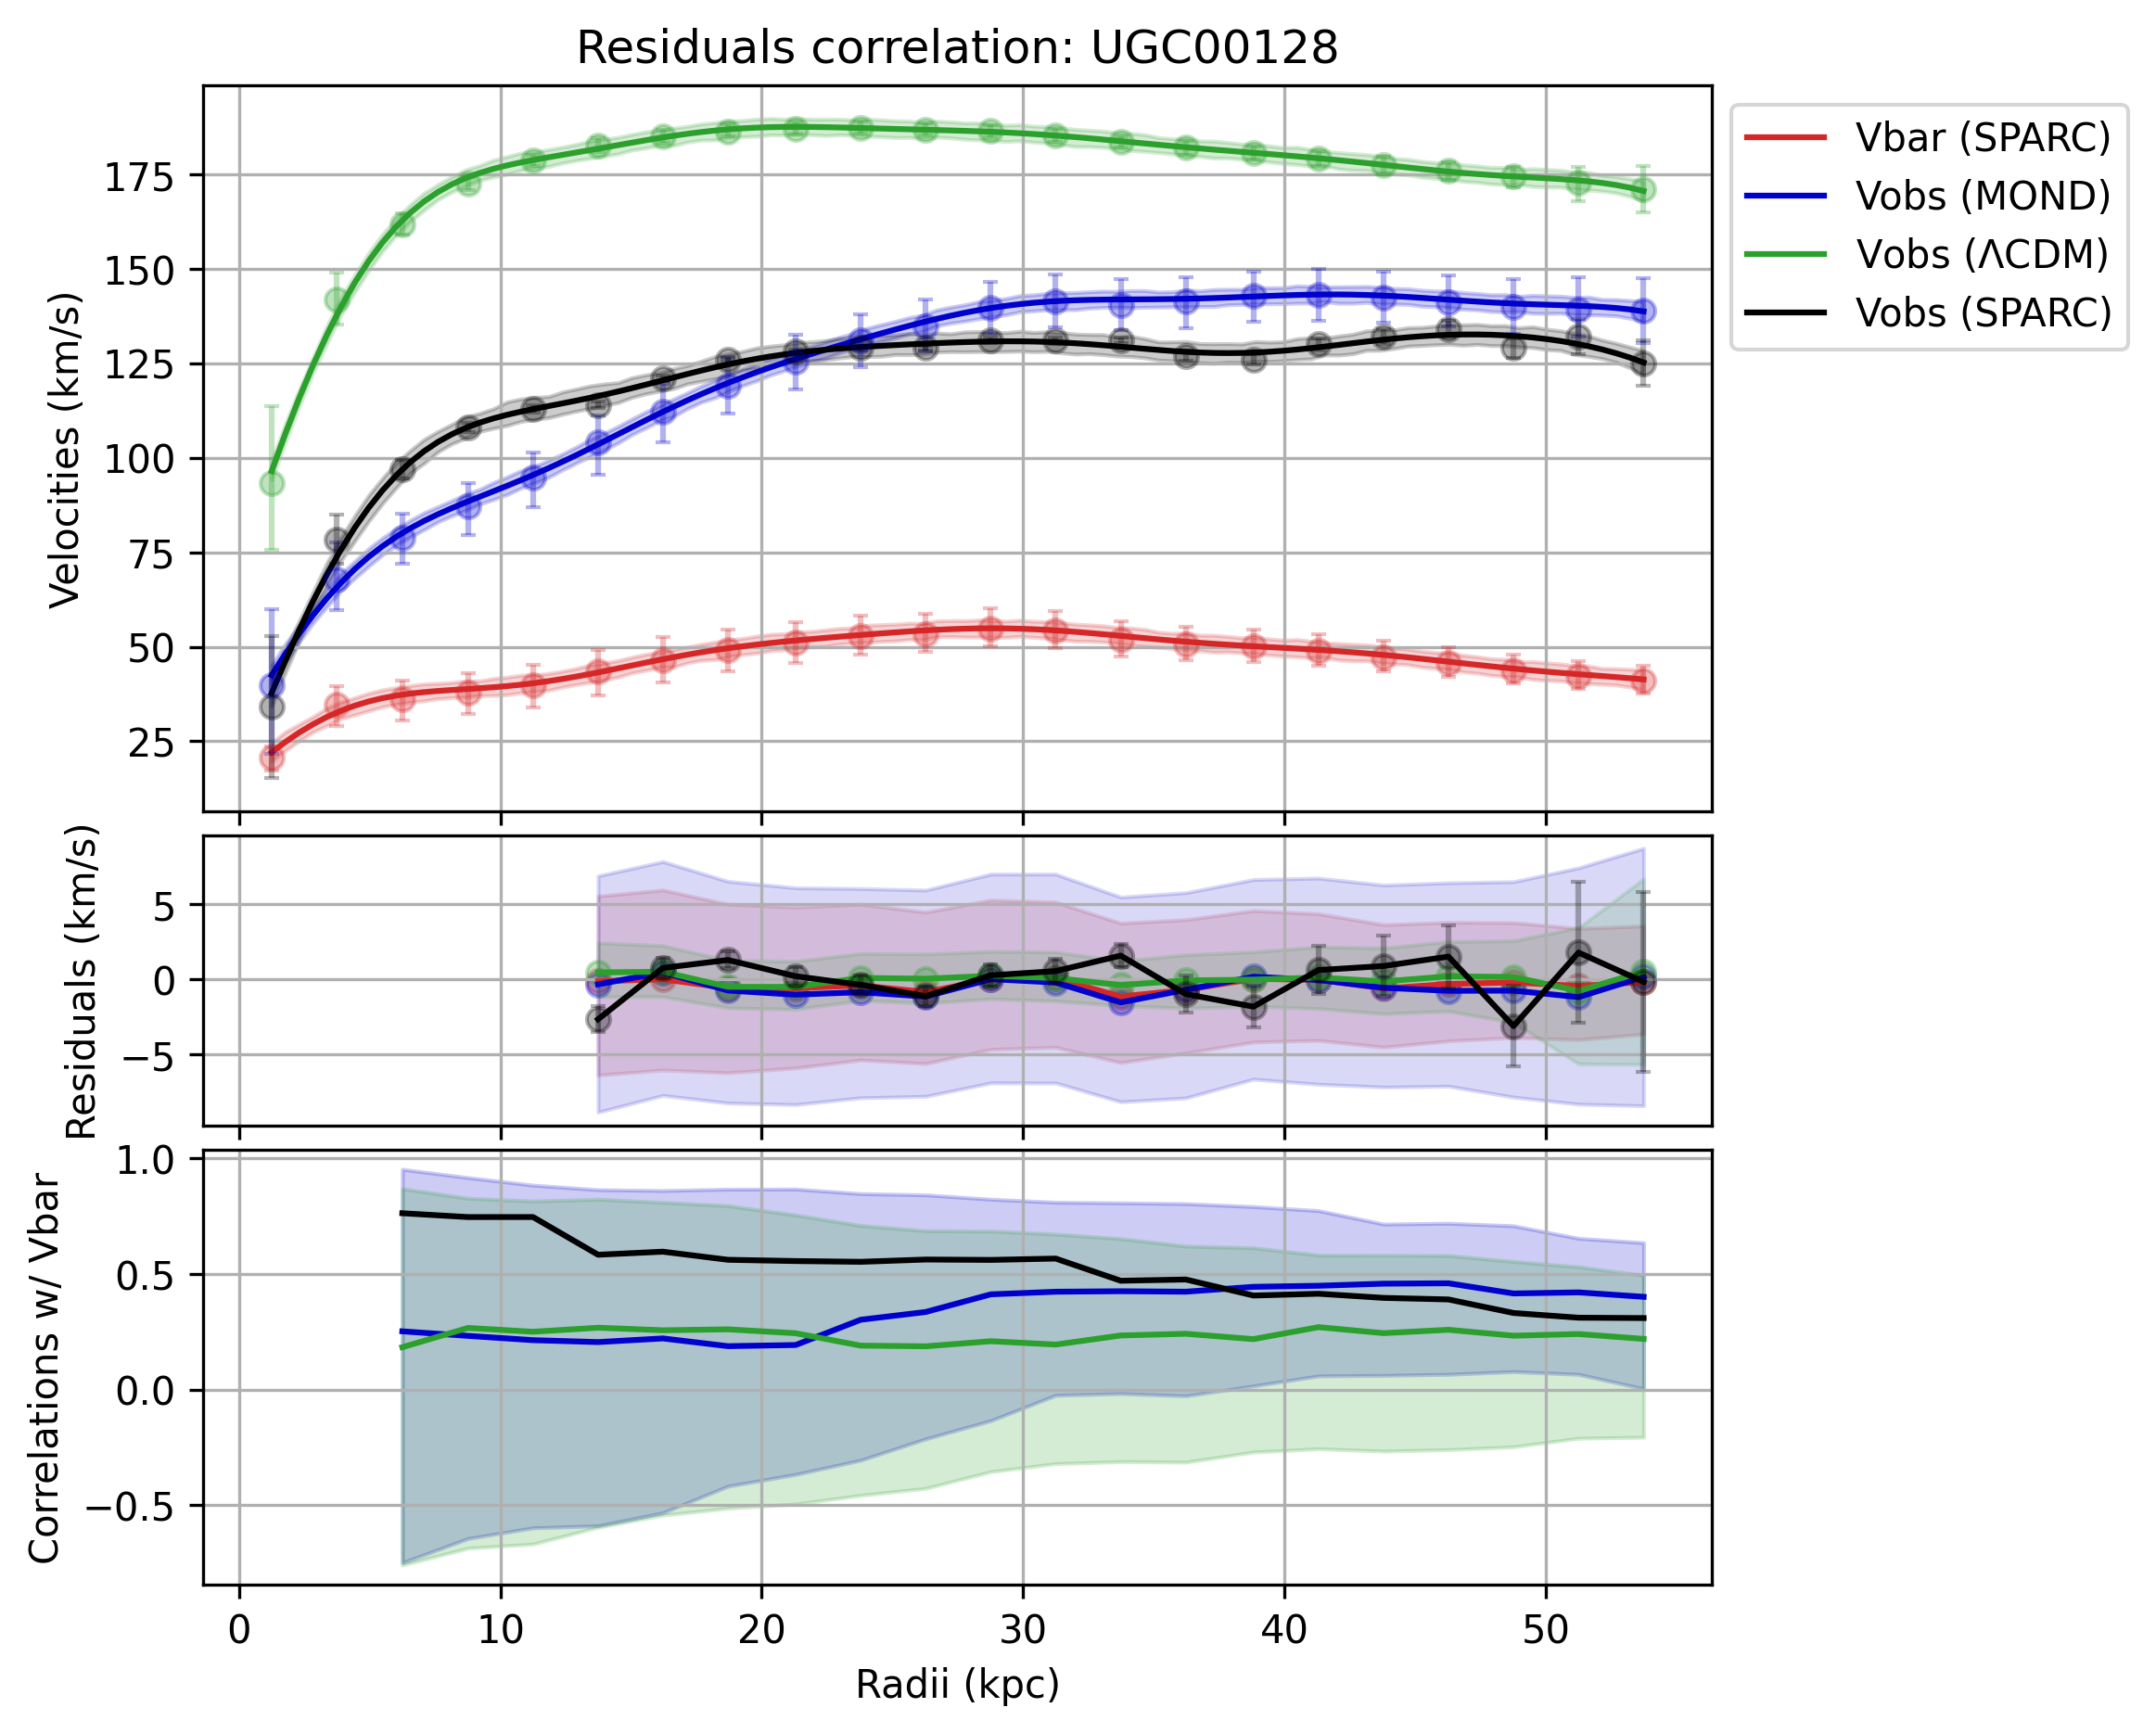 Residuals correlation: UGC00128
Velocities (km/s)
175
150
125
100
75
50
25
Vbar (SPARC)
Vobs (MOND)
Vobs (ΛCDM)
Vobs (SPARC)
Residuals (km/s)
5
0
−5
Correlations w/ Vbar
1.0
0.5
0.0
−0.5
0 10 20 30 40 50
Radii (kpc)